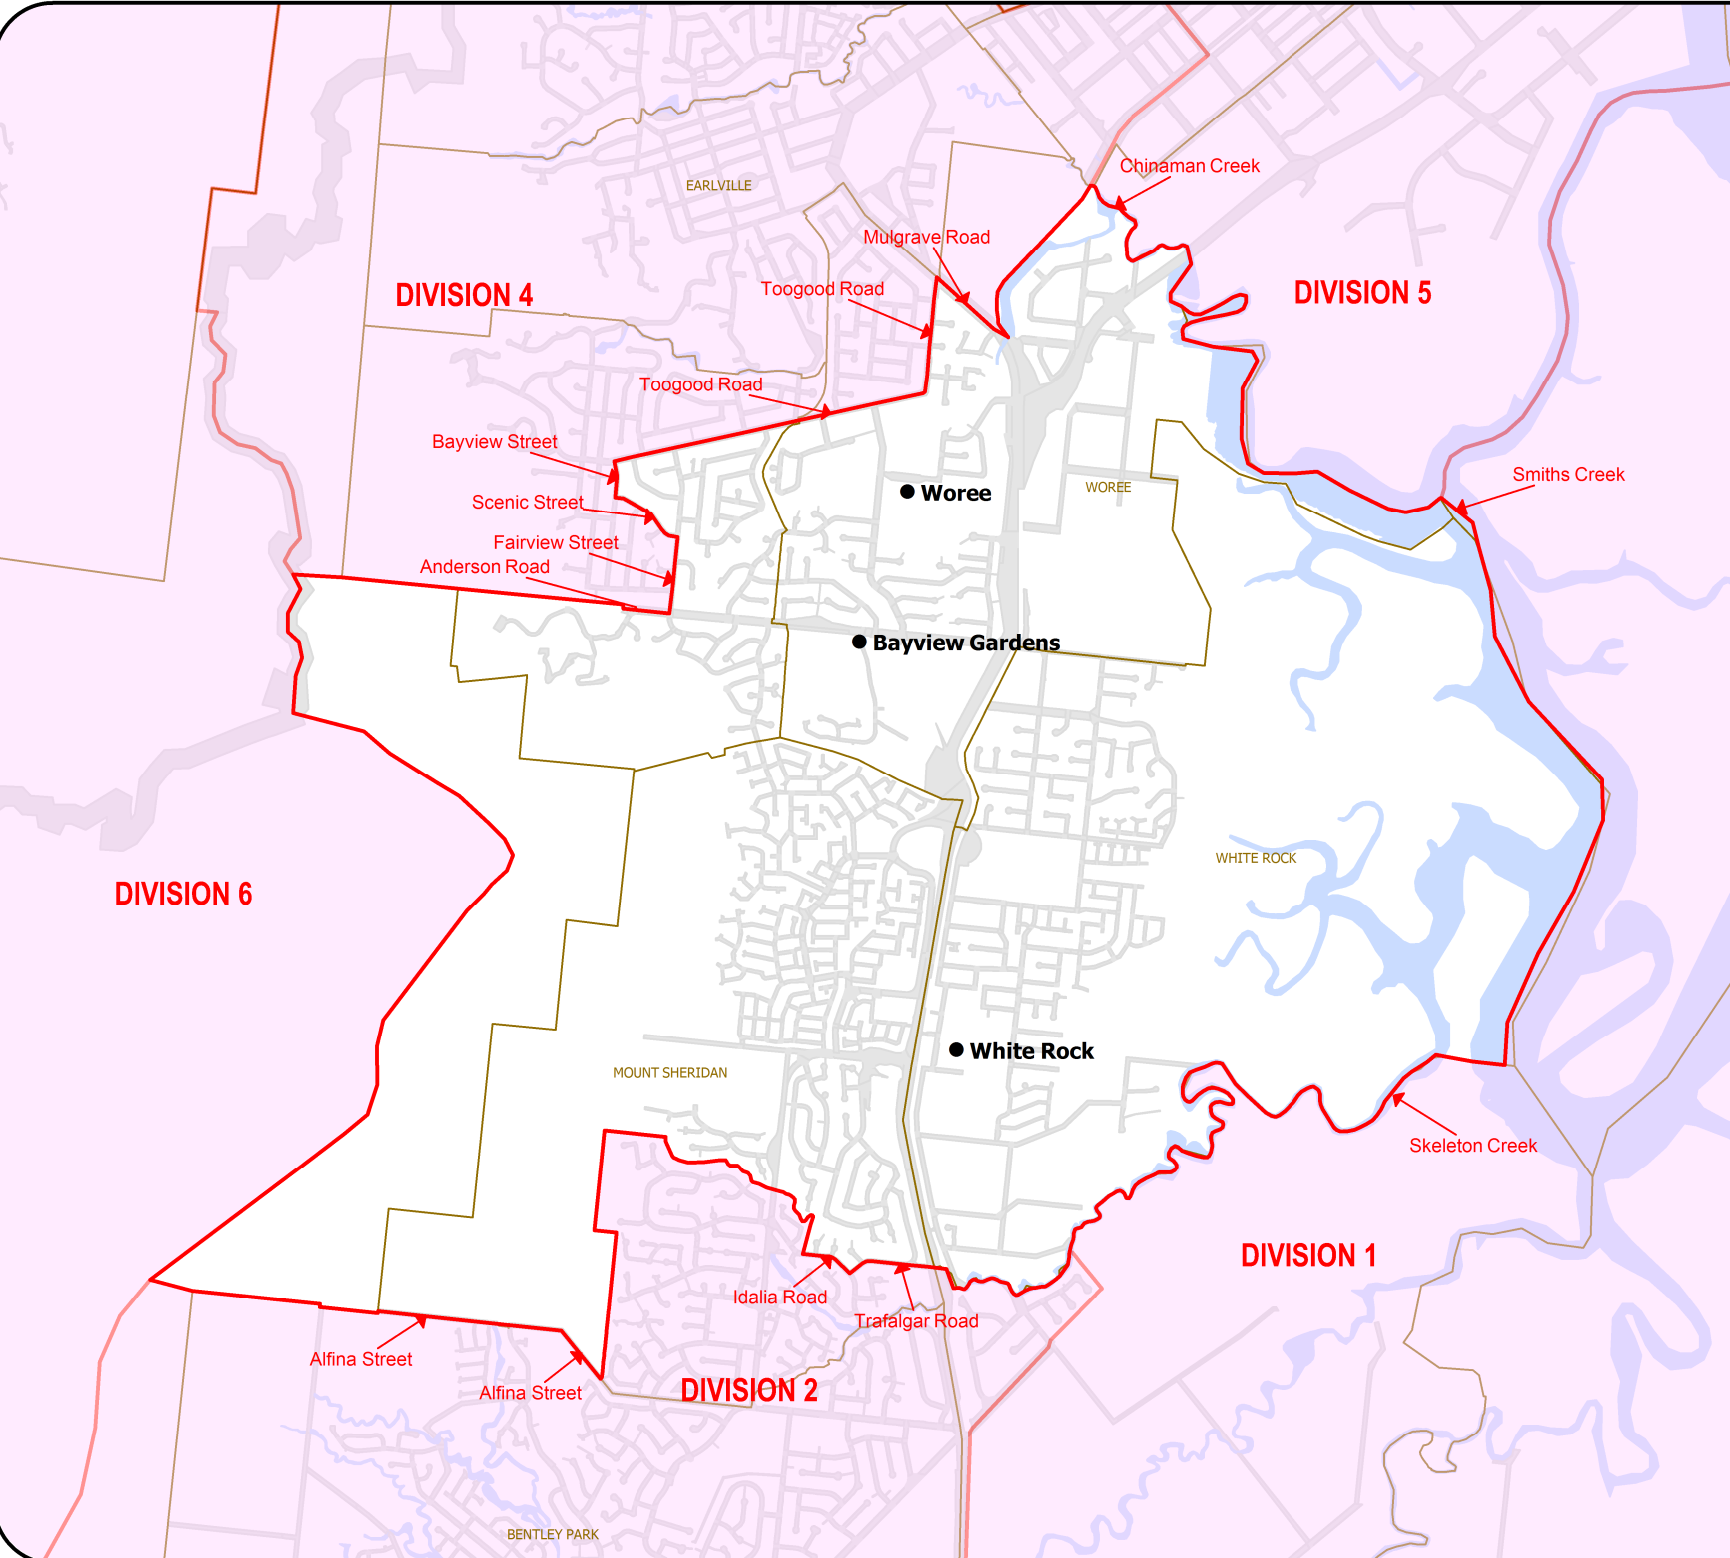 Chinaman Creek
EARLVILLE
Mulgrave Road
DIVISION 4
Toogood Road
DIVISION 5
Toogood Road
Bayview Street
Smiths Creek
WOREE
Woree
Scenic Street
Fairview Street
Anderson Road
Bayview Gardens
WHITE ROCK
DIVISION 6
White Rock
MOUNT SHERIDAN
Skeleton Creek
DIVISION 1
Idalia Road
Trafalgar Road
Alfina Street
DIVISION 2
Alfina Street
BENTLEY PARK